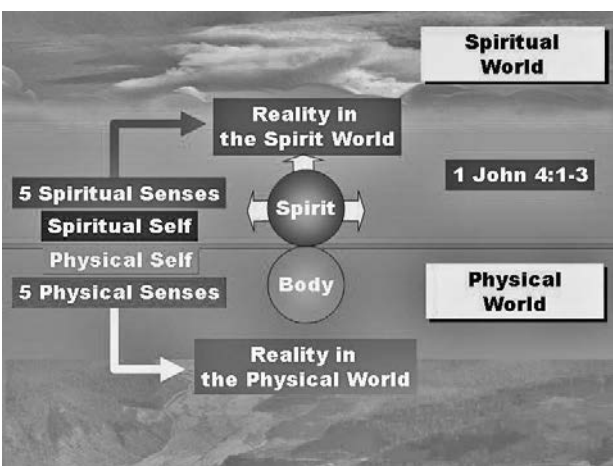 Spiritual
World
Reality in
the Spirit World
1 John 4:1-3
5 Spiritual Senses
Spirit
Spiritual Self
Physical Self
Body
5 Physical Senses
Physical
World
Reality in
the Physical World